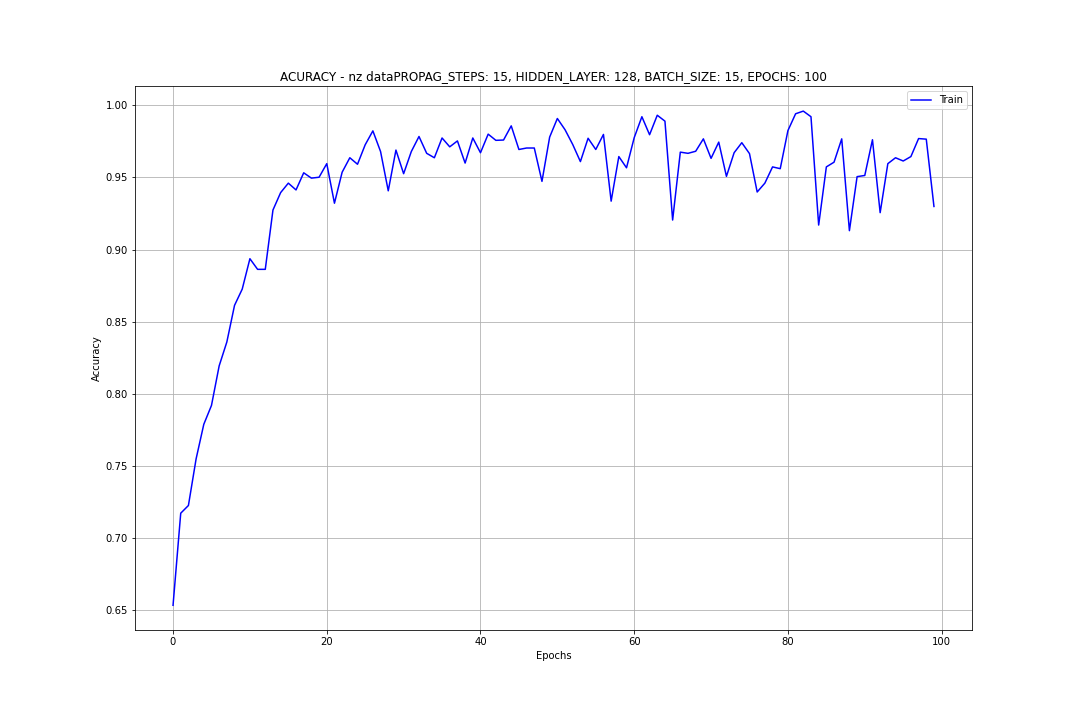 ACURACY - nz dataPROPAG_STEPS: 15, HIDDEN_LAYER: 128, BATCH_SIZE: 15, EPOCHS: 100
Train
1.00
0.95
0.90
0.85
0.80
0.75
0.70
0.65
Accuracy
0 20 40 60 80 100
Epochs